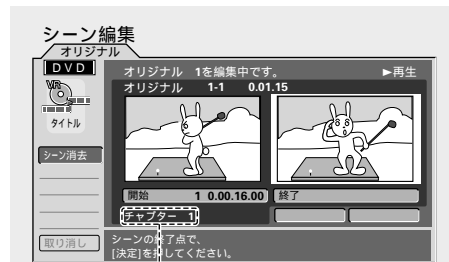 シーン編集
オリジナル
DVD
オリジナル 1を編集中です。 ►再生
オリジナル 1-1 0.01.15
VR
タイトル
シーン消去
開始 1 0.00.16.00 終了
チャプター 1
取り消し
シーンの終了点で、
[決定]を押してください。